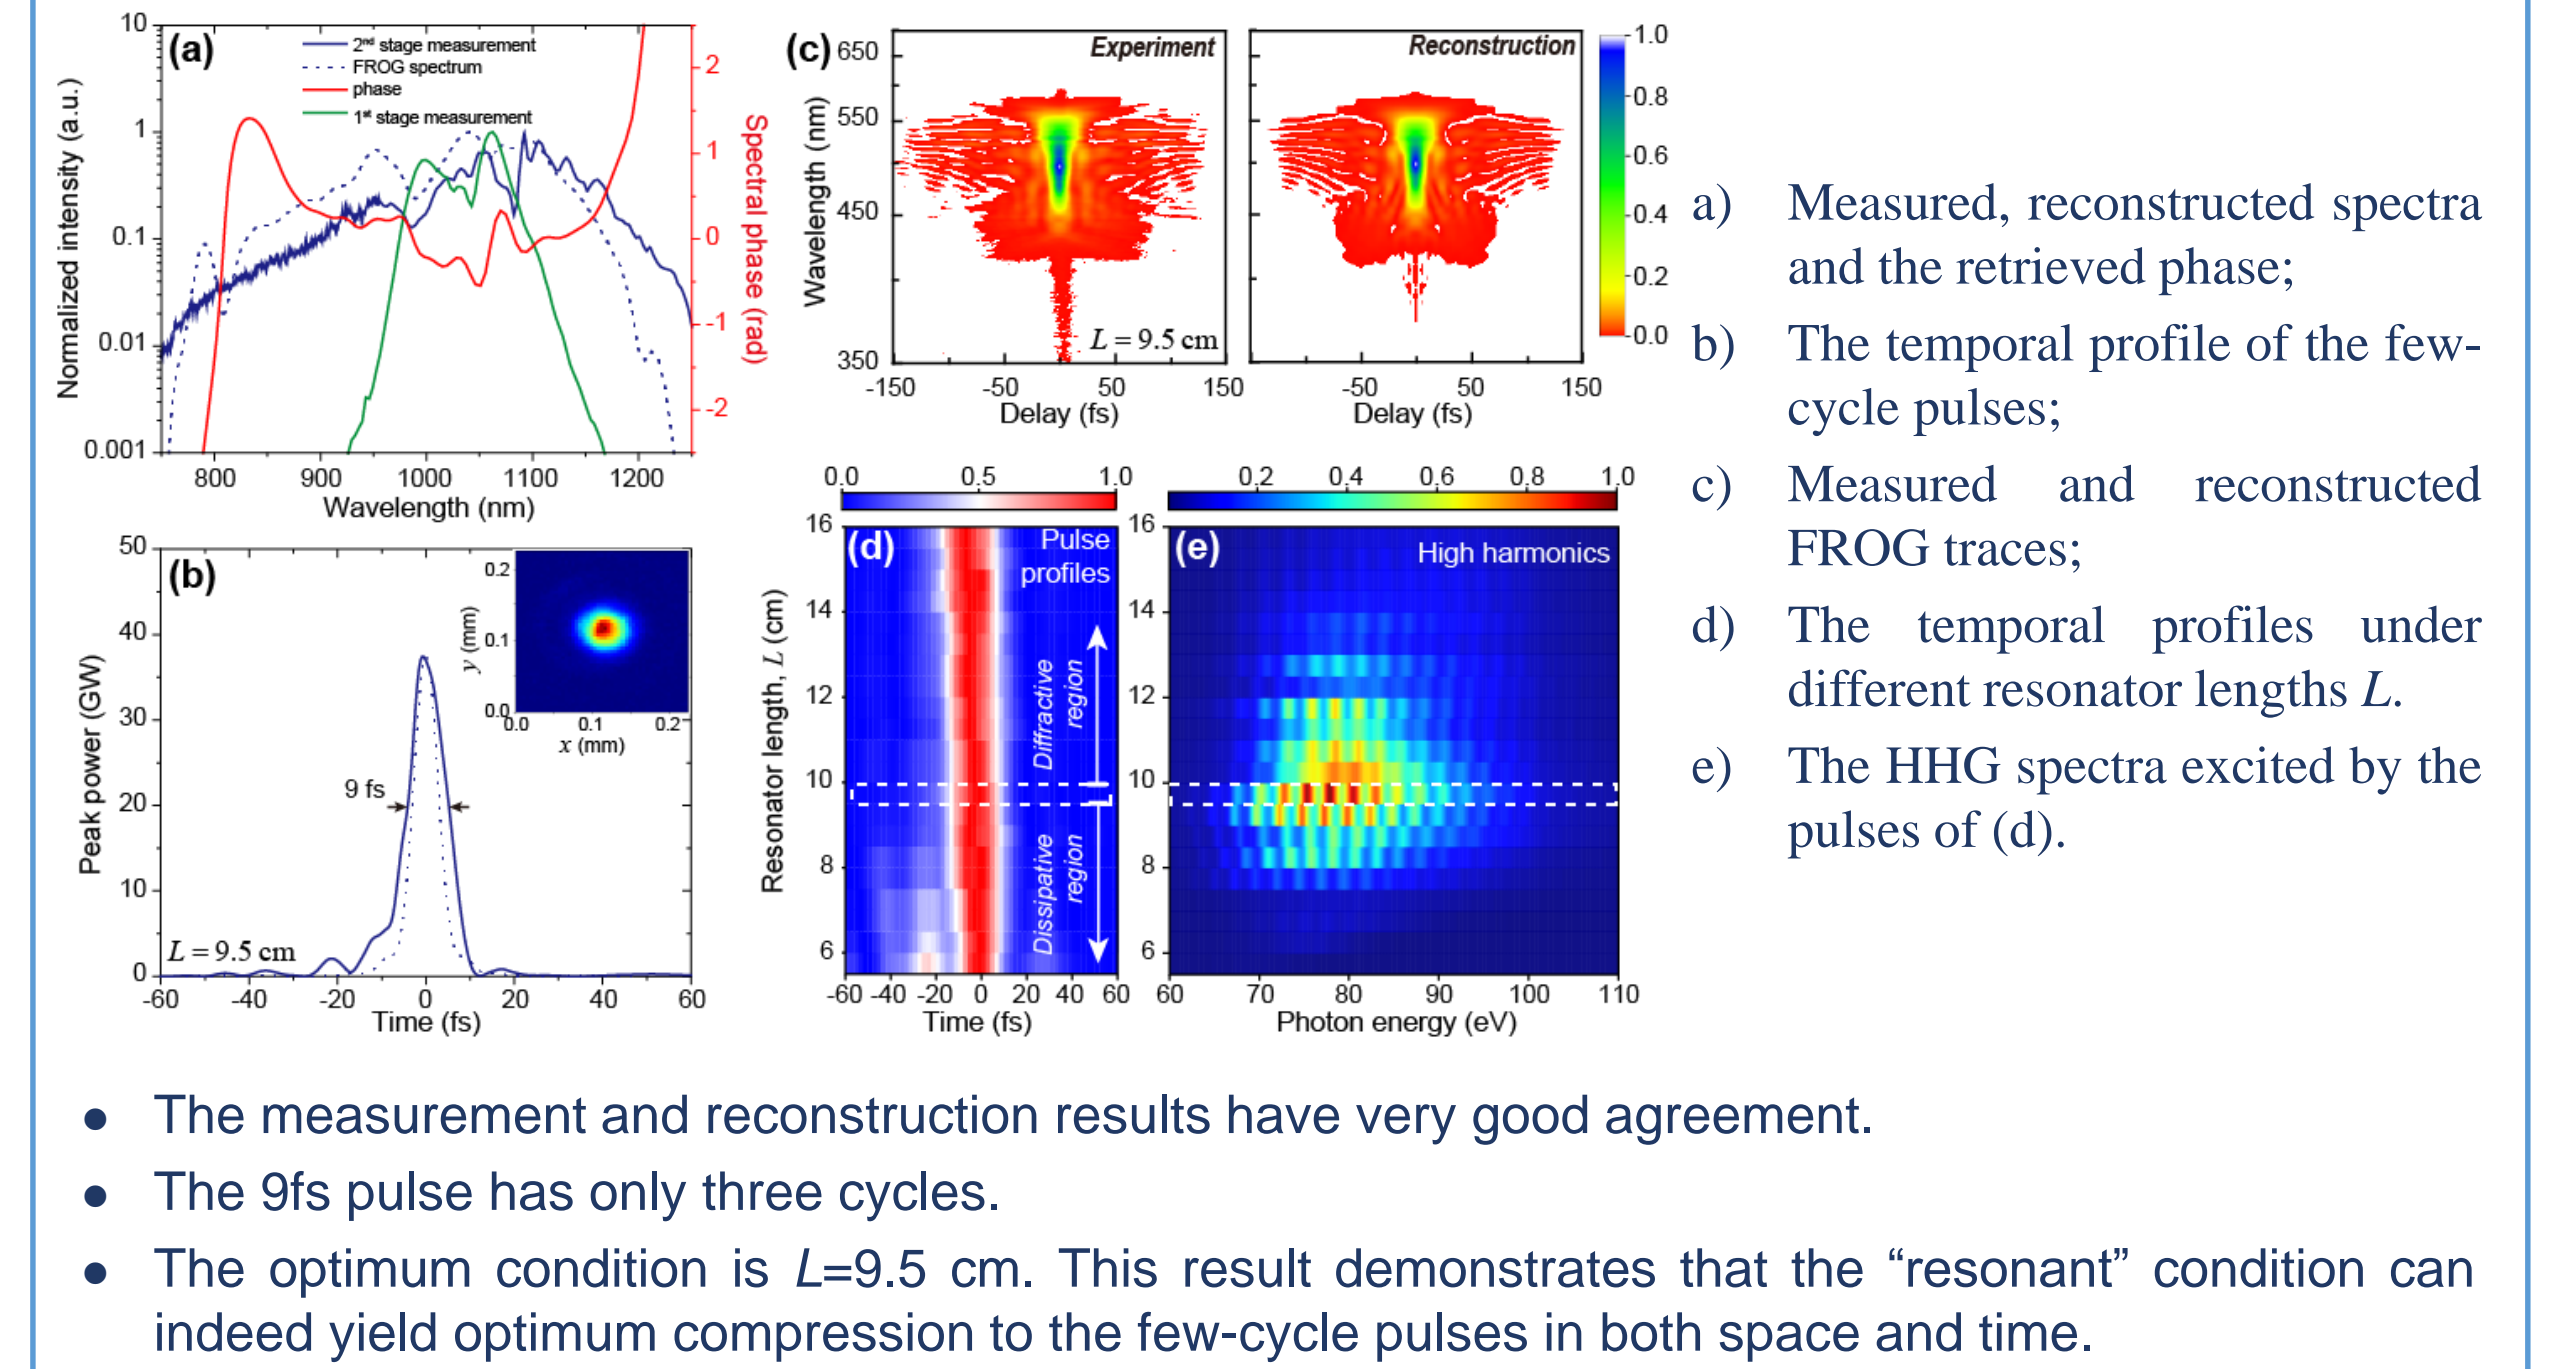 (a)
2nd stage measurement
FROG spectrum
phase
1st stage measurement
Normalized intensity (a.u.)
10
1
0.1
0.01
0.001
800 900 1000 1100 1200
Wavelength (nm)
2
1
0
-1
-2
Spectral phase (rad)
(c)
Experiment
Reconstruction
Wavelength (nm)
650
550
450
350
L = 9.5 cm
-150 -50 50 150
Delay (fs)
-50 50 150
Delay (fs)
1.0
0.8
0.6
0.4
0.2
0.0
(b)
Peak power (GW)
50
40
30
20
10
0
9 fs
L = 9.5 cm
-60 -40 -20 0 20 40 60
Time (fs)
y (mm)
0.2
0.1
0.0
0.0 0.1 0.2
x (mm)
0.0 0.5 1.0
(d)
Pulse
profiles
Resonator length, L (cm)
16
14
12
10
8
6
Diffractive
region
Dissipative
region
-60 -40 -20 0 20 40 60
Time (fs)
0.2 0.4 0.6 0.8 1.0
(e)
High harmonics
16
14
12
10
8
6
60 70 80 90 100 110
Photon energy (eV)
a) Measured, reconstructed spectra
and the retrieved phase;
b) The temporal profile of the few-
cycle pulses;
c) Measured and reconstructed
FROG traces;
d) The temporal profiles under
different resonator lengths L.
e) The HHG spectra excited by the
pulses of (d).
● The measurement and reconstruction results have very good agreement.
● The 9fs pulse has only three cycles.
● The optimum condition is L=9.5 cm. This result demonstrates that the “resonant” condition can
indeed yield optimum compression to the few-cycle pulses in both space and time.